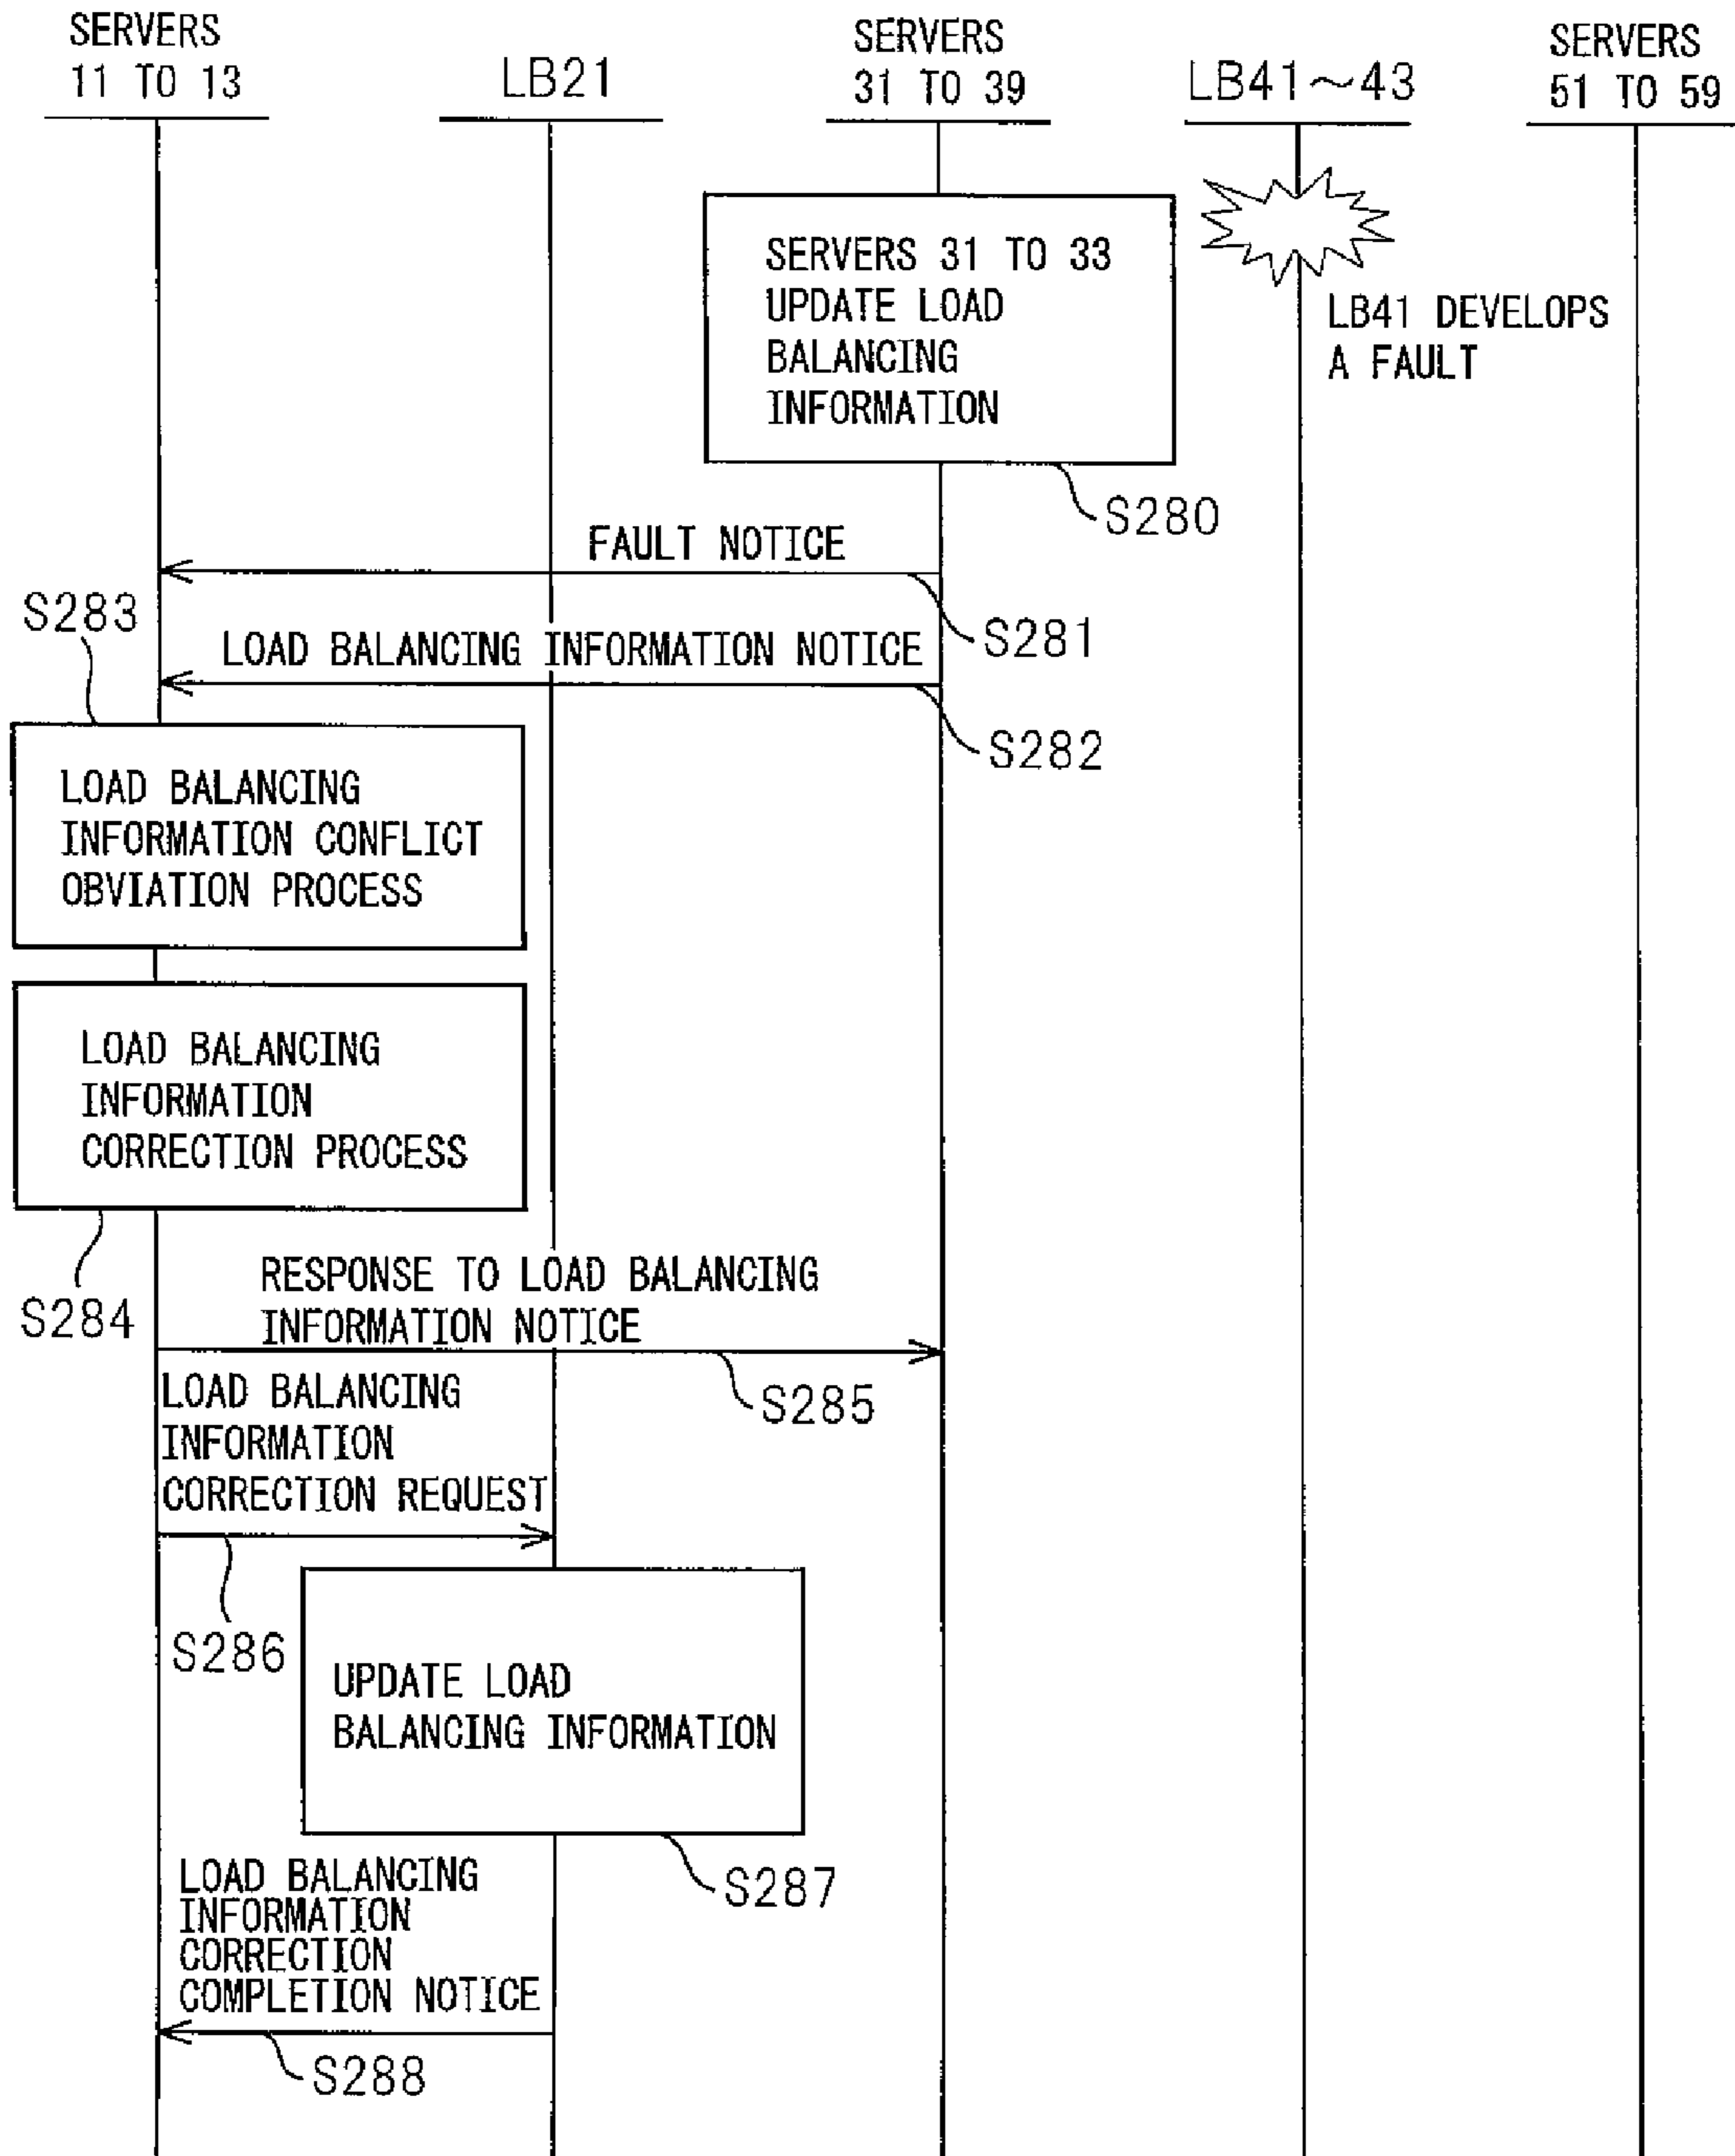 SERVERS
11 TO 13
LB21
SERVERS
31 TO 39
LB41～43
SERVERS
51 TO 59
SERVERS 31 TO 33
UPDATE LOAD
BALANCING
INFORMATION
LB41 DEVELOPS
A FAULT
S280
FAULT NOTICE
S281
S283
LOAD BALANCING INFORMATION NOTICE
S282
LOAD BALANCING
INFORMATION CONFLICT
OBVIATION PROCESS
LOAD BALANCING
INFORMATION
CORRECTION PROCESS
S284
RESPONSE TO LOAD BALANCING
INFORMATION NOTICE
S285
LOAD BALANCING
INFORMATION
CORRECTION REQUEST
S286
UPDATE LOAD
BALANCING INFORMATION
S287
LOAD BALANCING
INFORMATION
CORRECTION
COMPLETION NOTICE
S288